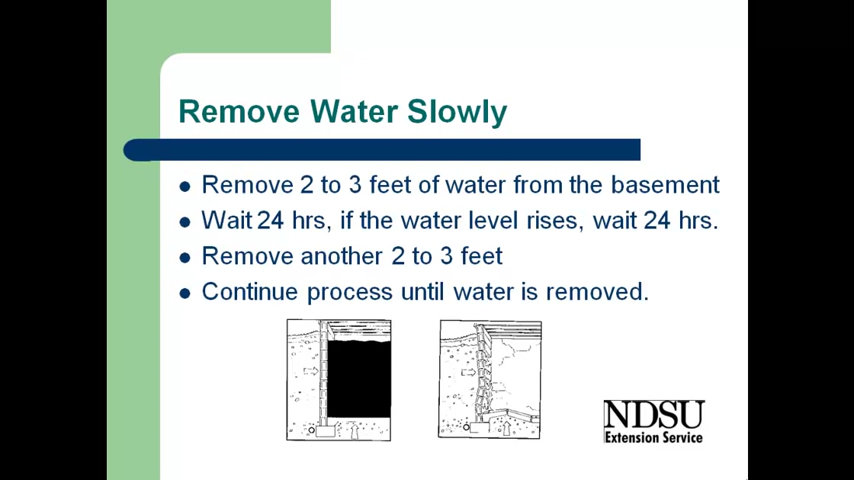 Remove Water Slowly
Remove 2 to 3 feet of water from the basement
Wait 24 hrs, if the water level rises, wait 24 hrs.
Remove another 2 to 3 feet
Continue process until water is removed.
NDSU
Extension Service